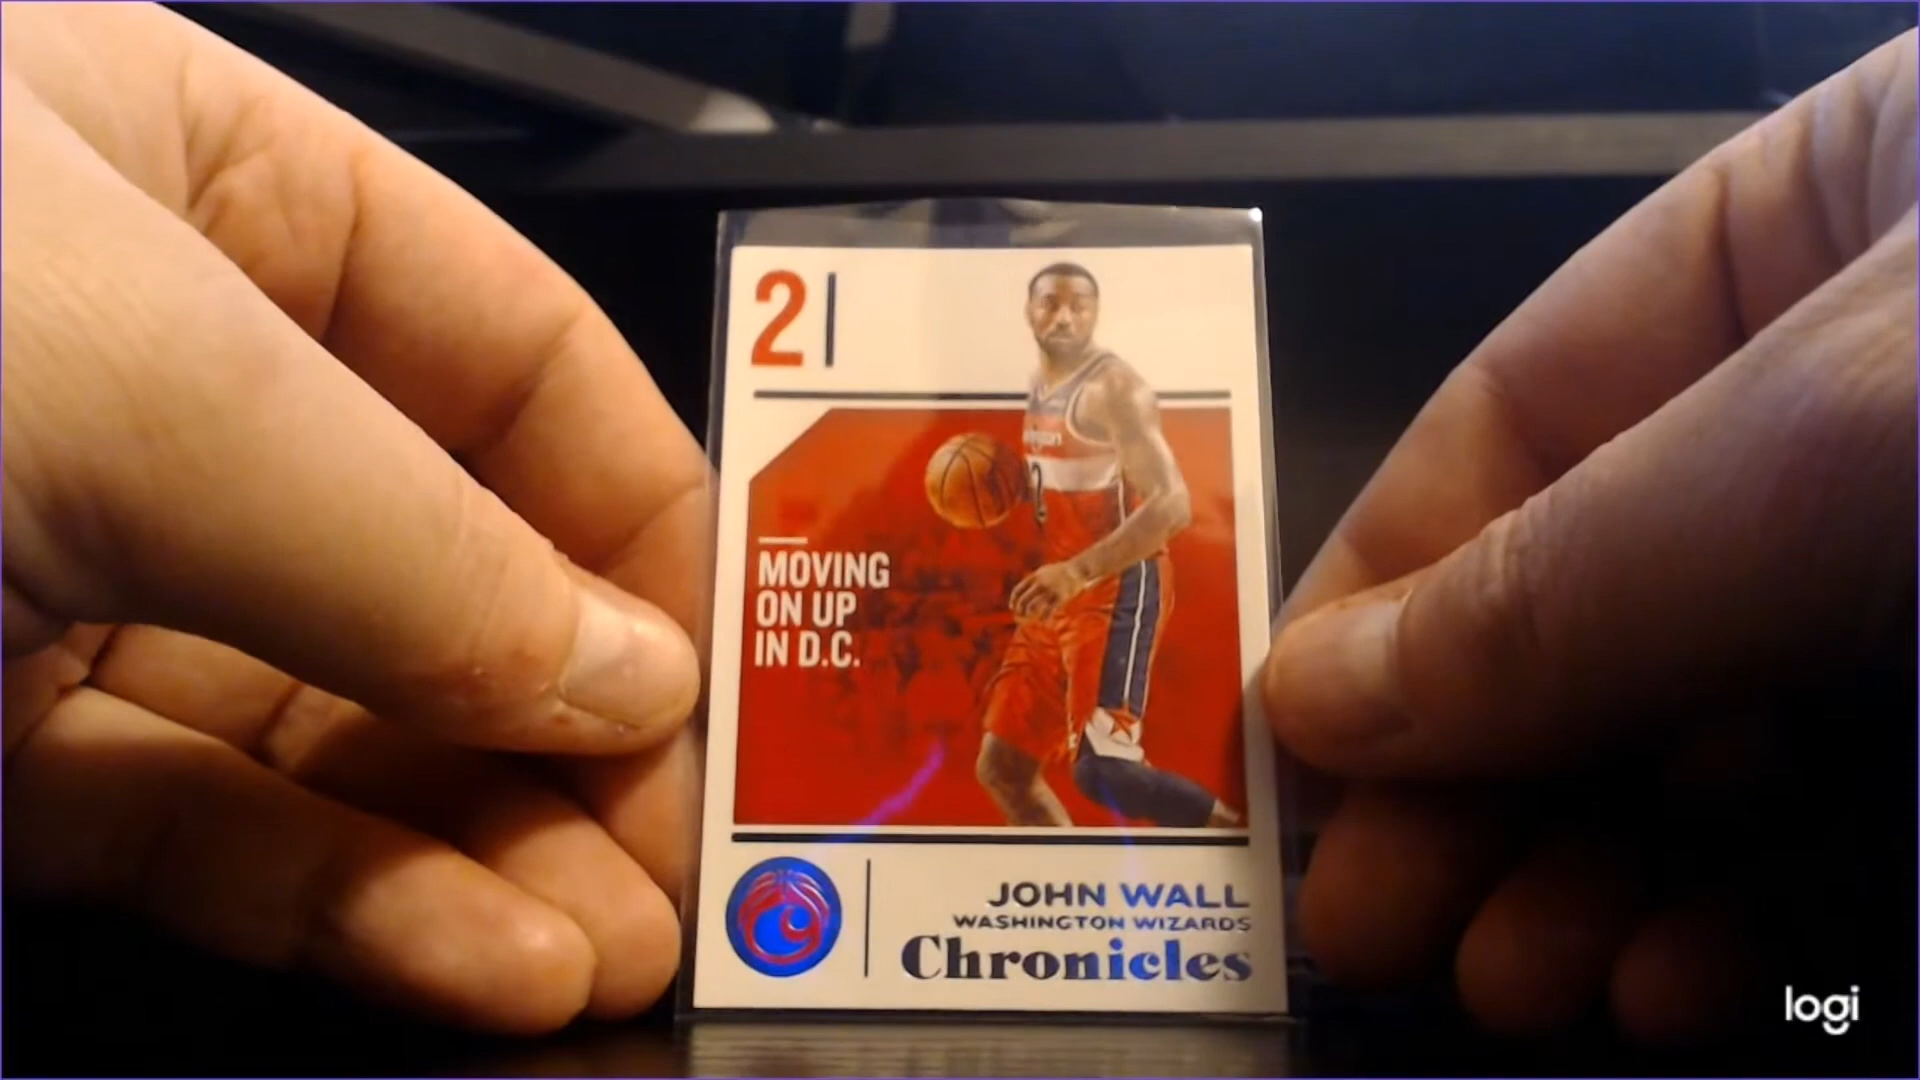 2
MOVING
ON UP
IN D.C.
JOHN WALL
WASHINGTON WIZARDS
Chronicles
logi